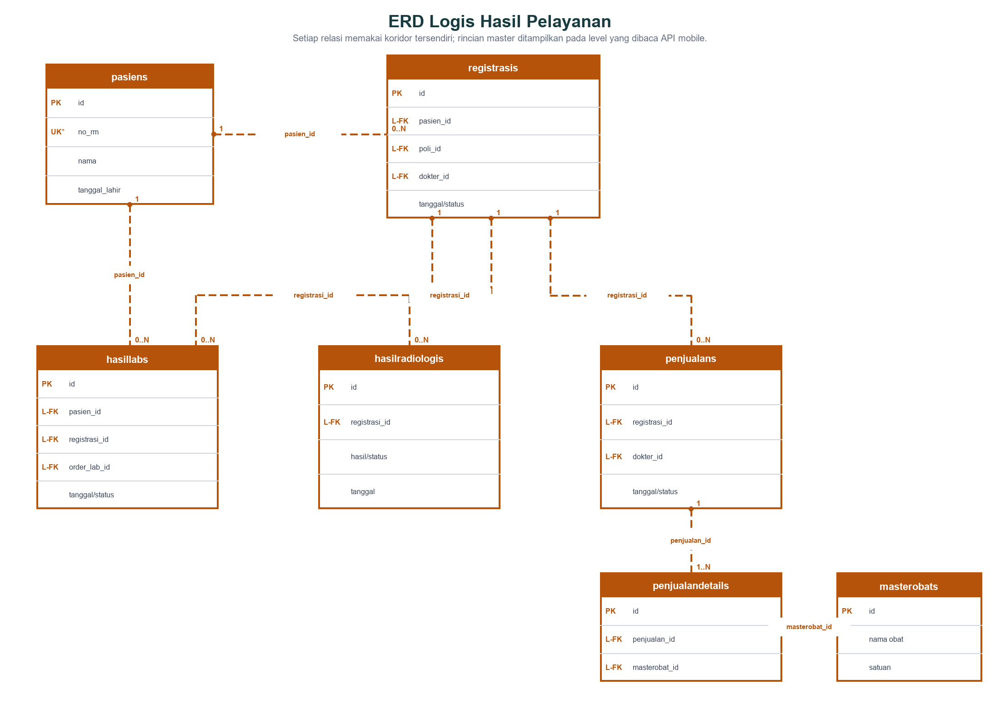 ERD Logis Hasil Pelayanan
Setiap relasi memakai koridor tersendiri; rincian master ditampilkan pada level yang dibaca API mobile.
pasiens
PK id
UK* no_rm
nama
tanggal_lahir
1
1
pasien_id
registrasis
PK id
L-FK pasien_id
0..N
L-FK poli_id
L-FK dokter_id
tanggal/status
1
1
1
pasien_id
registrasi_id
registrasi_id
registrasi_id
0..N
0..N
0..N
0..N
hasillabs
PK id
L-FK pasien_id
L-FK registrasi_id
L-FK order_lab_id
tanggal/status
hasilradiologis
PK id
L-FK registrasi_id
hasil/status
tanggal
penjualans
PK id
L-FK registrasi_id
L-FK dokter_id
tanggal/status
1
penjualan_id
1..N
penjualandetails
PK id
L-FK penjualan_id
L-FK masterobat_id
masterobat_id
masterobats
PK id
nama obat
satuan